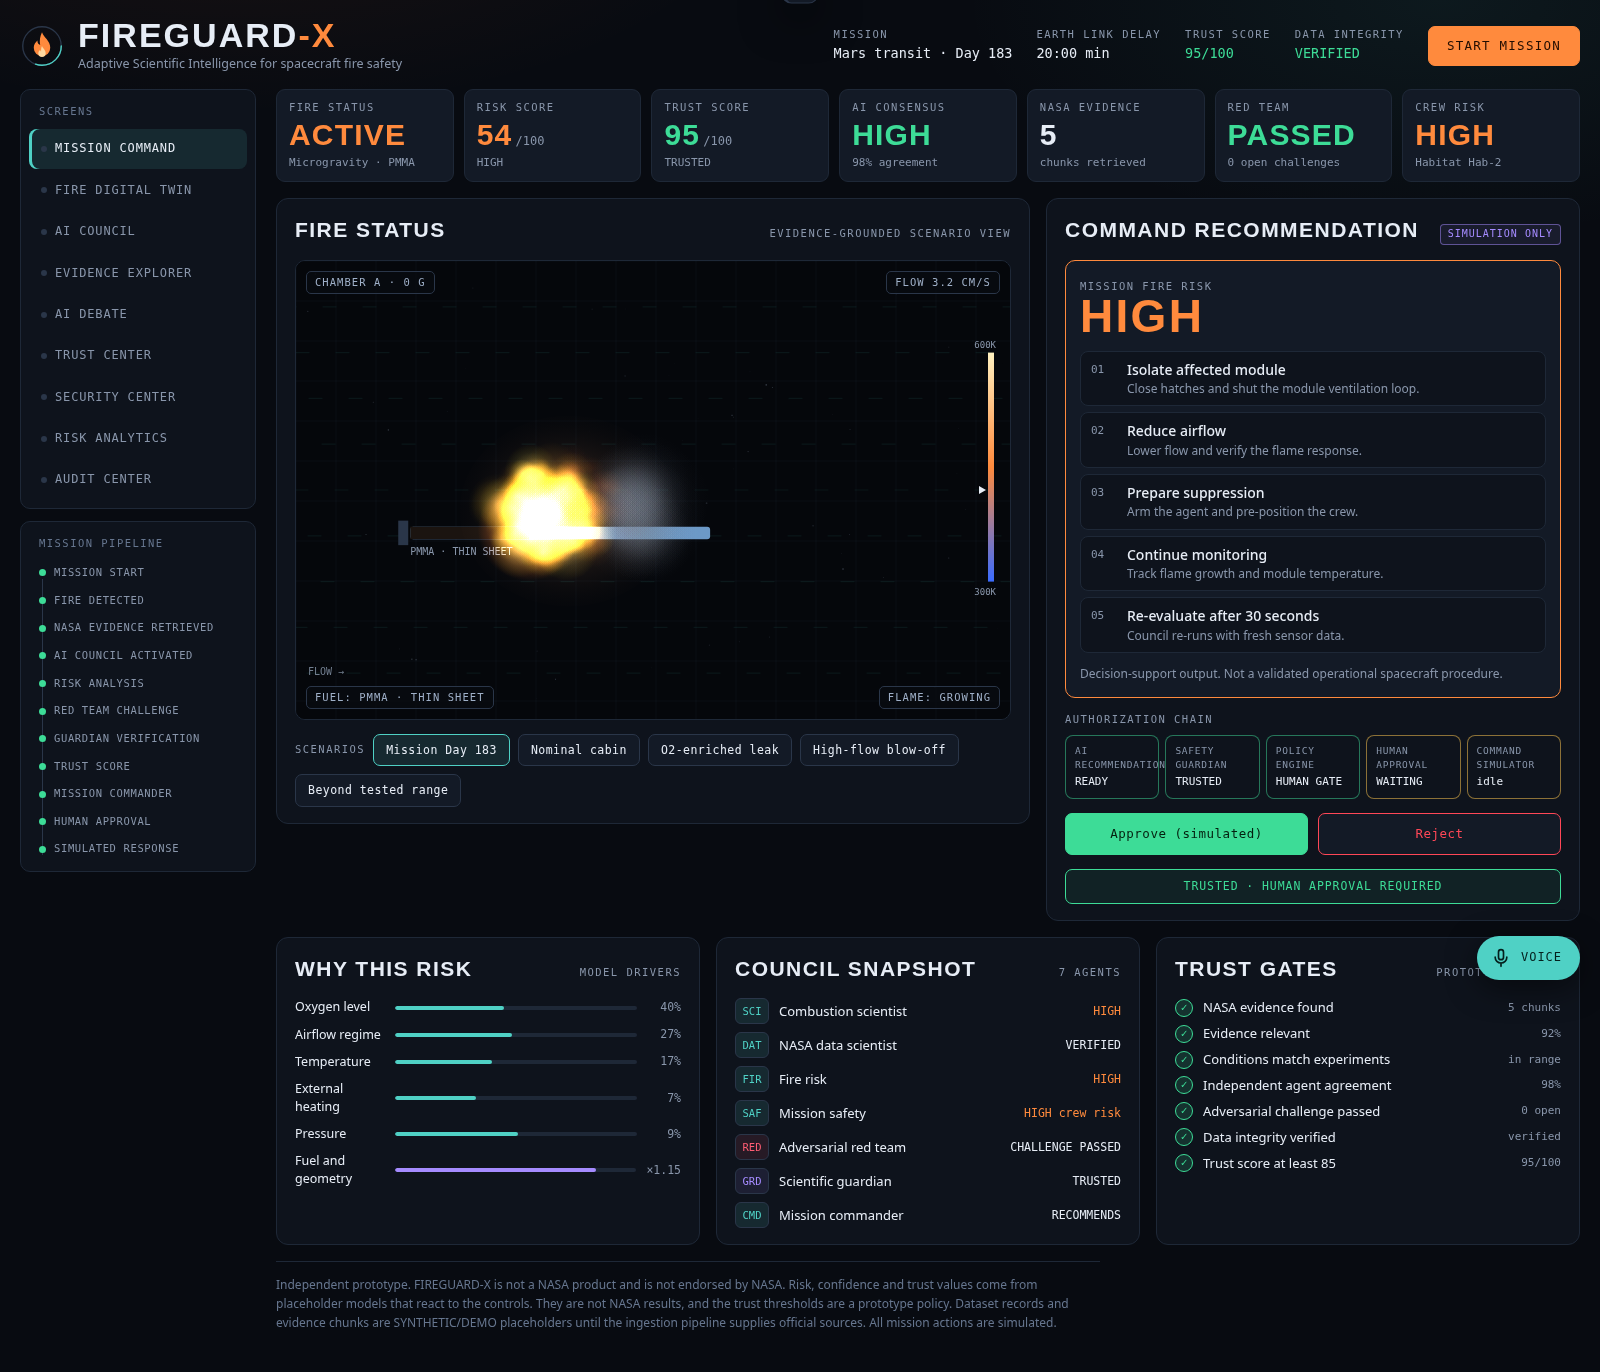 FIREGUARD-X
Adaptive Scientific Intelligence for spacecraft fire safety
MISSION
Mars transit · Day 183
EARTH LINK DELAY
20:00 min
TRUST SCORE
95/100
DATA INTEGRITY
VERIFIED
START MISSION
SCREENS
MISSION COMMAND
FIRE DIGITAL TWIN
AI COUNCIL
EVIDENCE EXPLORER
AI DEBATE
TRUST CENTER
SECURITY CENTER
RISK ANALYTICS
AUDIT CENTER
MISSION PIPELINE
MISSION START
FIRE DETECTED
NASA EVIDENCE RETRIEVED
AI COUNCIL ACTIVATED
RISK ANALYSIS
RED TEAM CHALLENGE
GUARDIAN VERIFICATION
TRUST SCORE
MISSION COMMANDER
HUMAN APPROVAL
SIMULATED RESPONSE
FIRE STATUS
ACTIVE
Microgravity · PMMA
RISK SCORE
54 /100
HIGH
TRUST SCORE
95 /100
TRUSTED
AI CONSENSUS
HIGH
98% agreement
NASA EVIDENCE
5
chunks retrieved
RED TEAM
PASSED
0 open challenges
CREW RISK
HIGH
Habitat Hab-2
FIRE STATUS
EVIDENCE-GROUNDED SCENARIO VIEW
CHAMBER A · 0 G
FLOW 3.2 CM/S
600K
300K
PMMA · THIN SHEET
FLOW →
FUEL: PMMA · THIN SHEET
FLAME: GROWING
SCENARIOS
Mission Day 183
Nominal cabin
O2-enriched leak
High-flow blow-off
Beyond tested range
COMMAND RECOMMENDATION
SIMULATION ONLY
MISSION FIRE RISK
HIGH
01 Isolate affected module
Close hatches and shut the module ventilation loop.
02 Reduce airflow
Lower flow and verify the flame response.
03 Prepare suppression
Arm the agent and pre-position the crew.
04 Continue monitoring
Track flame growth and module temperature.
05 Re-evaluate after 30 seconds
Council re-runs with fresh sensor data.
Decision-support output. Not a validated operational spacecraft procedure.
AUTHORIZATION CHAIN
AI
RECOMMENDATION
READY
SAFETY
GUARDIAN
TRUSTED
POLICY
ENGINE
HUMAN GATE
HUMAN
APPROVAL
WAITING
COMMAND
SIMULATOR
idle
Approve (simulated)
Reject
TRUSTED · HUMAN APPROVAL REQUIRED
WHY THIS RISK
MODEL DRIVERS
Oxygen level 40%
Airflow regime 27%
Temperature 17%
External
heating
7%
Pressure 9%
Fuel and
geometry
×1.15
COUNCIL SNAPSHOT
7 AGENTS
SCI Combustion scientist HIGH
DAT NASA data scientist VERIFIED
FIR Fire risk HIGH
SAF Mission safety HIGH crew risk
RED Adversarial red team CHALLENGE PASSED
GRD Scientific guardian TRUSTED
CMD Mission commander RECOMMENDS
TRUST GATES
VOICE
NASA evidence found 5 chunks
Evidence relevant 92%
Conditions match experiments in range
Independent agent agreement 98%
Adversarial challenge passed 0 open
Data integrity verified verified
Trust score at least 85 95/100
Independent prototype. FIREGUARD-X is not a NASA product and is not endorsed by NASA. Risk, confidence and trust values come from
placeholder models that react to the controls. They are not NASA results, and the trust thresholds are a prototype policy. Dataset records and
evidence chunks are SYNTHETIC/DEMO placeholders until the ingestion pipeline supplies official sources. All mission actions are simulated.